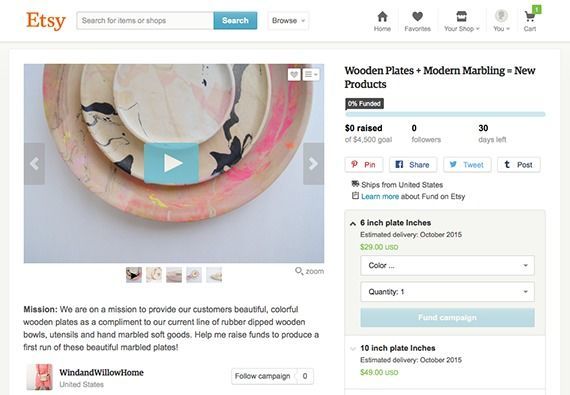 Etsy
Search for items or shops
Search
Browse
Home
Favorites
Your Shop
You
1
Cart
Wooden Plates + Modern Marbling = New
Products
0% Funded
$0 raised
of $4,500 goal
0
followers
30
days left
Pin
Share
Tweet
Post
Ships from United States
Learn more about Fund on Etsy
6 inch plate Inches
Estimated delivery: October 2015
$29.00 USD
Color ...
Quantity: 1
Fund campaign
10 inch plate Inches
Estimated delivery: October 2015
$49.00 USD
zoom
Mission: We are on a mission to provide our customers beautiful, colorful
wooden plates as a compliment to our current line of rubber dipped wooden
bowls, utensils and hand marbled soft goods. Help me raise funds to produce a
first run of these beautiful marbled plates!
WindandWillowHome
United States
Follow campaign
0